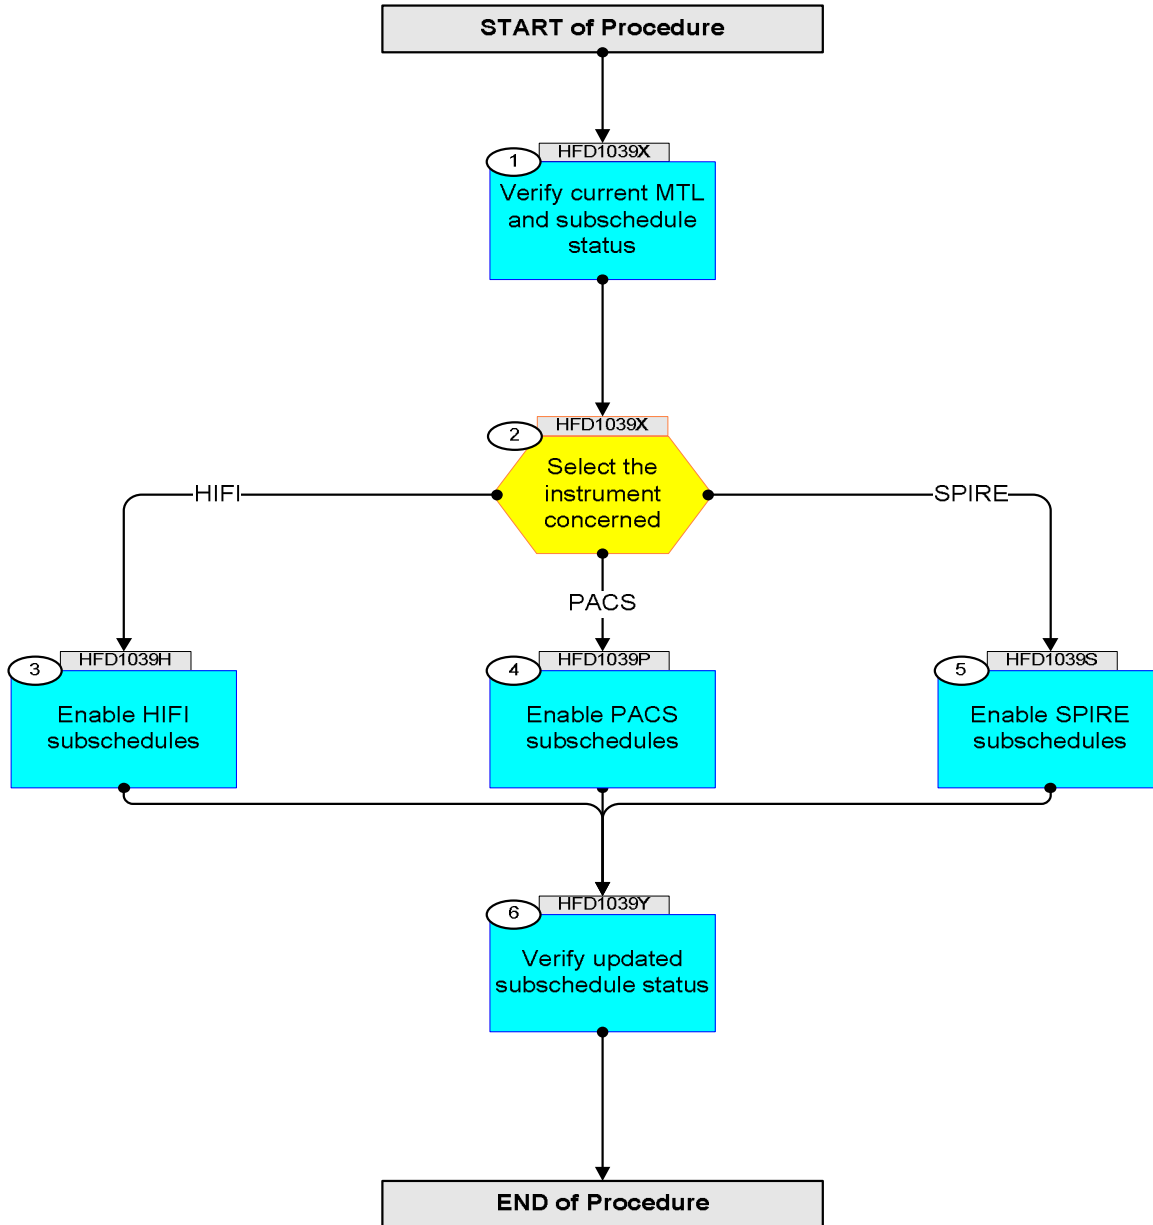 START of Procedure
HFD1039X
1
Verify current MTL
and subschedule
status
HFD1039X
2
Select the
instrument
concerned
HIFI
SPIRE
PACS
HFD1039H
3
Enable HIFI
subschedules
HFD1039P
4
Enable PACS
subschedules
HFD1039S
5
Enable SPIRE
subschedules
HFD1039Y
6
Verify updated
subschedule status
END of Procedure